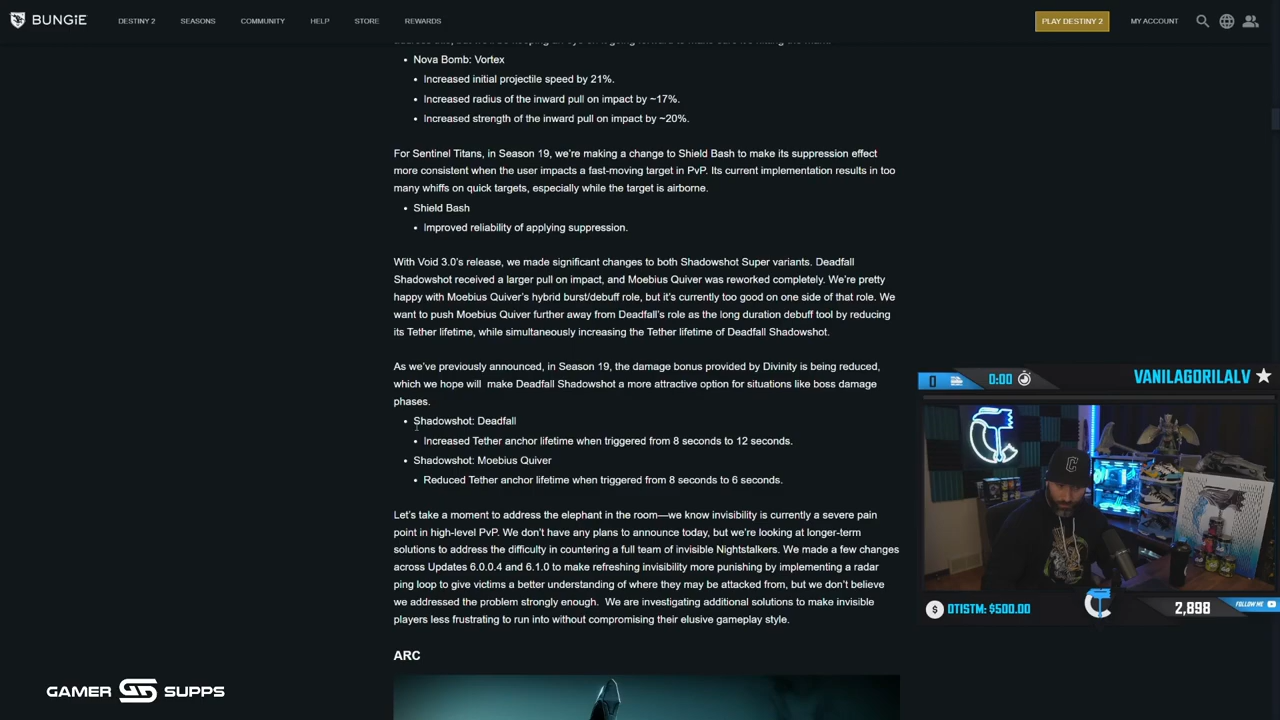 BUNGiE
DESTINY 2
SEASONS
COMMUNITY
HELP
STORE
REWARDS
PLAY DESTINY 2
MY ACCOUNT
Nova Bomb: Vortex
Increased initial projectile speed by 21%.
Increased radius of the inward pull on impact by ~17%.
Increased strength of the inward pull on impact by ~20%.
For Sentinel Titans, in Season 19, we're making a change to Shield Bash to make its suppression effect
more consistent when the user impacts a fast-moving target in PvP. Its current implementation results in too
many whiffs on quick targets, especially while the target is airborne.
Shield Bash
Improved reliability of applying suppression.
With Void 3.0's release, we made significant changes to both Shadowshot Super variants. Deadfall
Shadowshot received a larger pull on impact, and Moebius Quiver was reworked completely. We're pretty
happy with Moebius Quiver's hybrid burst/debuff role, but it's currently too good on one side of that role. We
want to push Moebius Quiver further away from Deadfall's role as the long duration debuff tool by reducing
its Tether lifetime, while simultaneously increasing the Tether lifetime of Deadfall Shadowshot.
As we've previously announced, in Season 19, the damage bonus provided by Divinity is being reduced,
which we hope will make Deadfall Shadowshot a more attractive option for situations like boss damage
phases.
Shadowshot: Deadfall
Increased Tether anchor lifetime when triggered from 8 seconds to 12 seconds.
Shadowshot: Moebius Quiver
Reduced Tether anchor lifetime when triggered from 8 seconds to 6 seconds.
Let's take a moment to address the elephant in the room—we know invisibility is currently a severe pain
point in high-level PvP. We don't have any plans to announce today, but we're looking at longer-term
solutions to address the difficulty in countering a full team of invisible Nightstalkers. We made a few changes
across Updates 6.0.0.4 and 6.1.0 to make refreshing invisibility more punishing by implementing a radar
ping loop to give victims a better understanding of where they may be attacked from, but we don't believe
we addressed the problem strongly enough. We are investigating additional solutions to make invisible
players less frustrating to run into without compromising their elusive gameplay style.
ARC
0
0:00
VANILAGORILALV
$ OTISTM: $500.00
2,898
FOLLOW ME
GAMER SUPPS